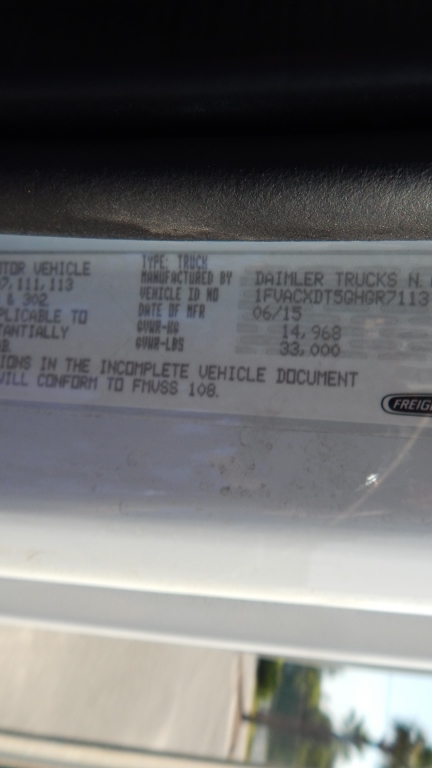 TOR VEHICLE
7,111,113
& 302
PLICABLE TO
TANTIALLY
TYPE: TRUCK
MANUFACTURED BY DAIMLER TRUCKS N.
VEHICLE ID NO 1FVACXDT5GHGR7113
DATE OF MFR 06/15
GVWR-KG 14,968
GVWR-LBS 33,000
IONS IN THE INCOMPLETE VEHICLE DOCUMENT
WILL CONFORM TO FMVSS 108.
FREIG